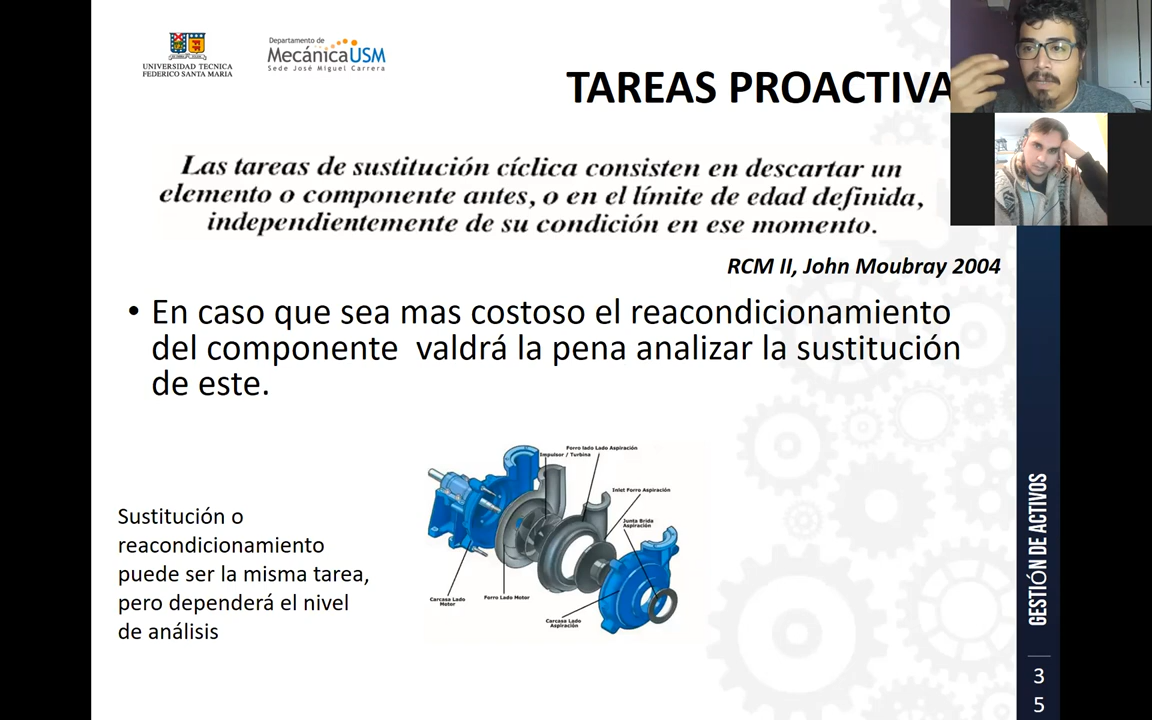 UNIVERSIDAD TECNICA
FEDERICO SANTA MARIA
Departamento de
MecánicaUSM
Sede José Miguel Carrera
TAREAS PROACTIVA
Las tareas de sustitución cíclica consisten en descartar un
elemento o componente antes, o en el límite de edad definida,
independientemente de su condición en ese momento.
RCM II, John Moubray 2004
• En caso que sea mas costoso el reacondicionamiento
del componente valdrá la pena analizar la sustitución
de este.
Sustitución o
reacondicionamiento
puede ser la misma tarea,
pero dependerá el nivel
de análisis
Forro lado Lado Aspiración
Impulsor / Turbina
Inlet Forro Aspiración
Junta Brida
Aspiración
Carcasa Lado
Motor
Forro Lado Motor
Carcasa Lado
Aspiración
GESTIÓN DE ACTIVOS
3
5